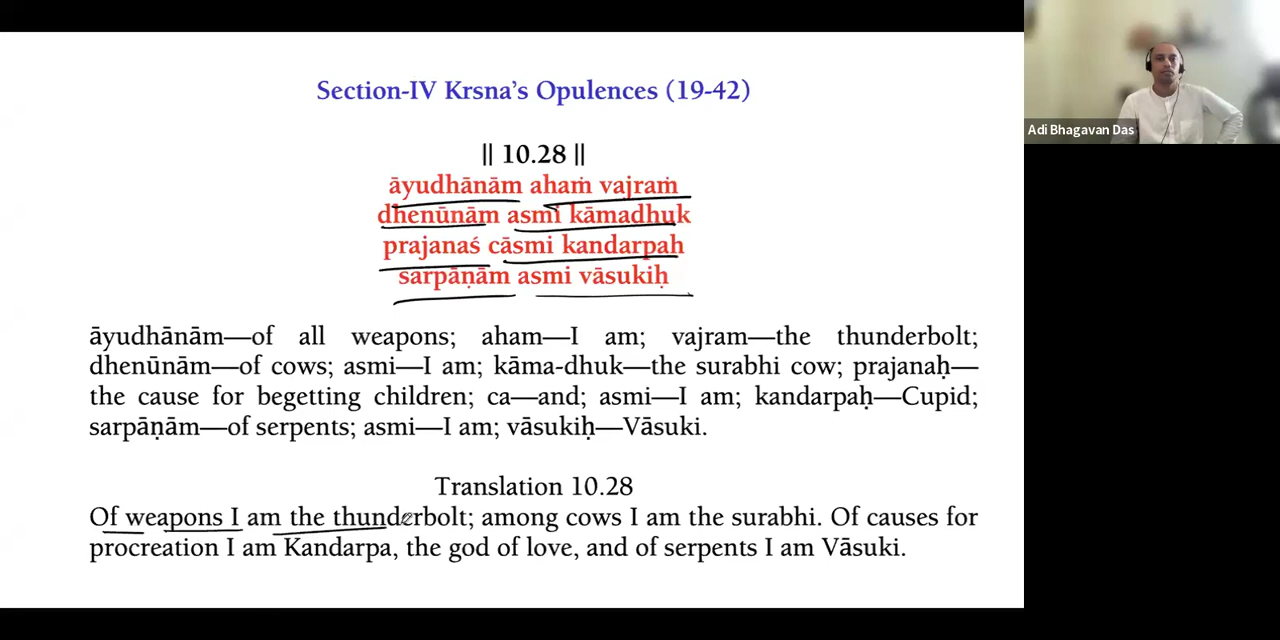 Section-IV Krsna's Opulences (19-42)
|| 10.28 ||
āyudhānām ahaṁ vajraṁ
dhenūnām asmi kāmadhuk
prajanaś cāsmi kandarpaḥ
sarpāṇām asmi vāsukiḥ
āyudhānām—of all weapons; aham—I am; vajram—the thunderbolt;
dhenūnām—of cows; asmi—I am; kāma-dhuk—the surabhi cow; prajanaḥ—
the cause for begetting children; ca—and; asmi—I am; kandarpaḥ—Cupid;
sarpāṇām—of serpents; asmi—I am; vāsukiḥ—Vāsuki.
Translation 10.28
Of weapons I am the thunderbolt; among cows I am the surabhi. Of causes for
procreation I am Kandarpa, the god of love, and of serpents I am Vāsuki.
Adi Bhagavan Das